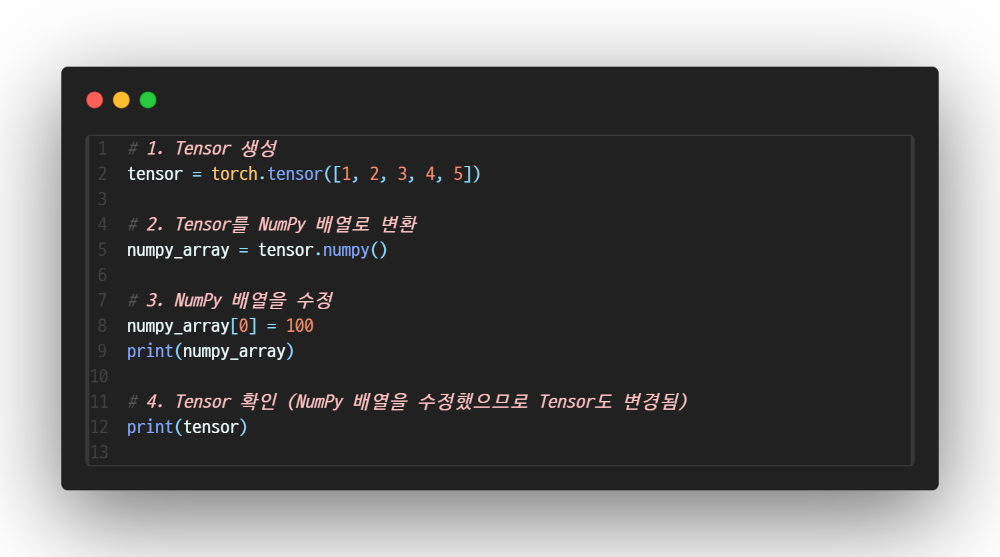 1 # 1. Tensor 생성
2 tensor = torch.tensor([1, 2, 3, 4, 5])
3
4 # 2. Tensor를 NumPy 배열로 변환
5 numpy_array = tensor.numpy()
6
7 # 3. NumPy 배열을 수정
8 numpy_array[0] = 100
9 print(numpy_array)
10
11 # 4. Tensor 확인 (NumPy 배열을 수정했으므로 Tensor도 변경됨)
12 print(tensor)
13